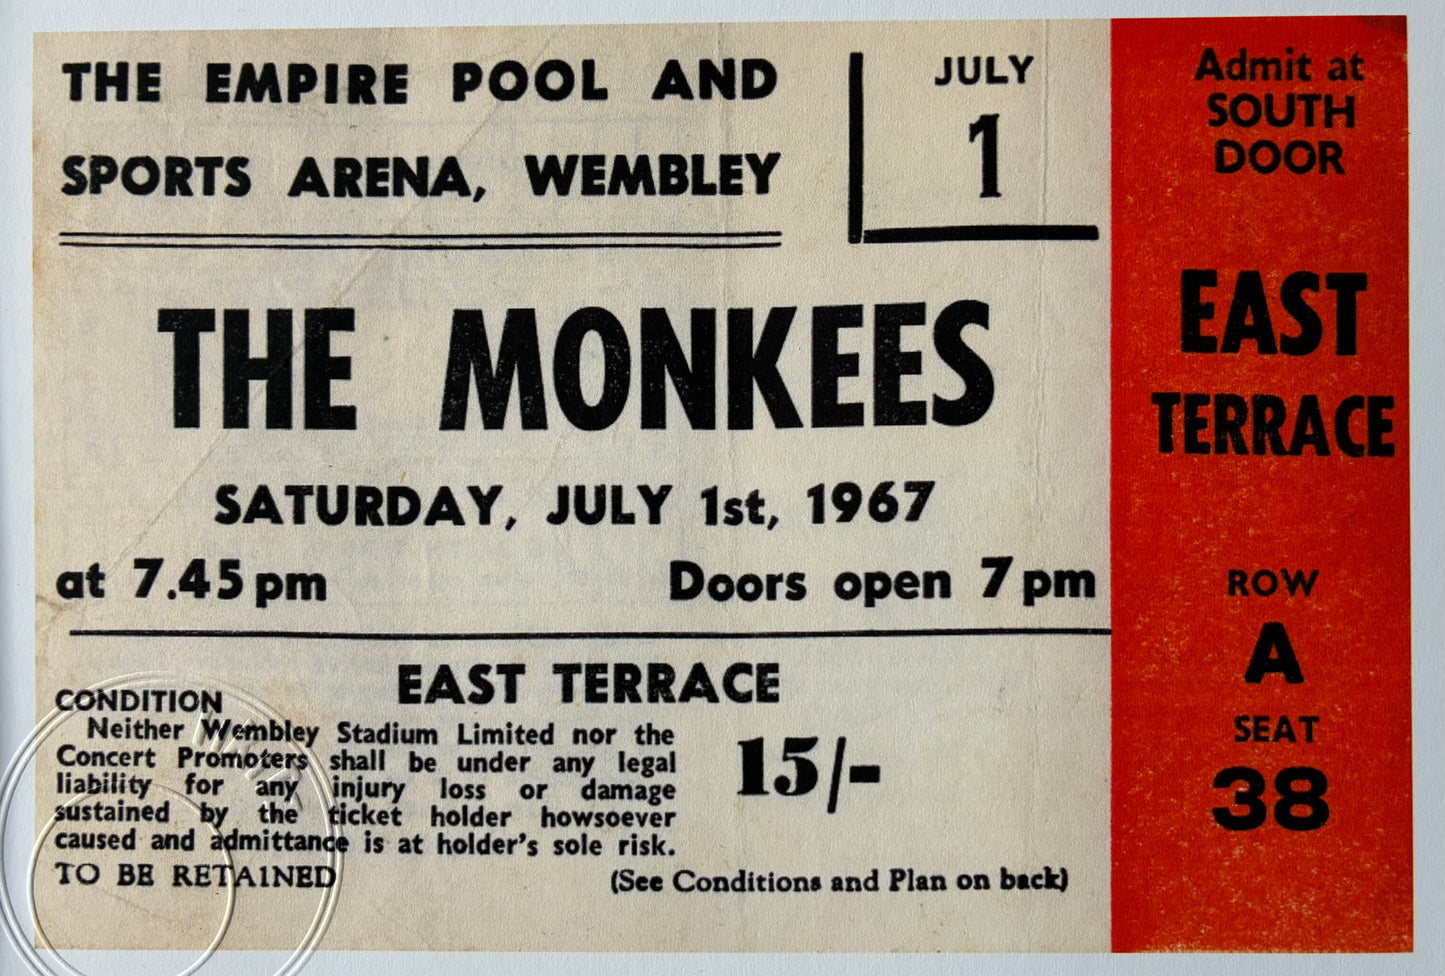 THE EMPIRE POOL AND
SPORTS ARENA, WEMBLEY
JULY
1
THE MONKEES
SATURDAY, JULY 1st, 1967
at 7.45 pm Doors open 7 pm
EAST TERRACE
CONDITION
Neither Wembley Stadium Limited nor the
Concert Promoters shall be under any legal
liability for any injury loss or damage
sustained by the ticket holder howsoever
caused and admittance is at holder's sole risk.
TO BE RETAINED
15/-
(See Conditions and Plan on back)
Admit at
SOUTH
DOOR
EAST
TERRACE
ROW
A
SEAT
38